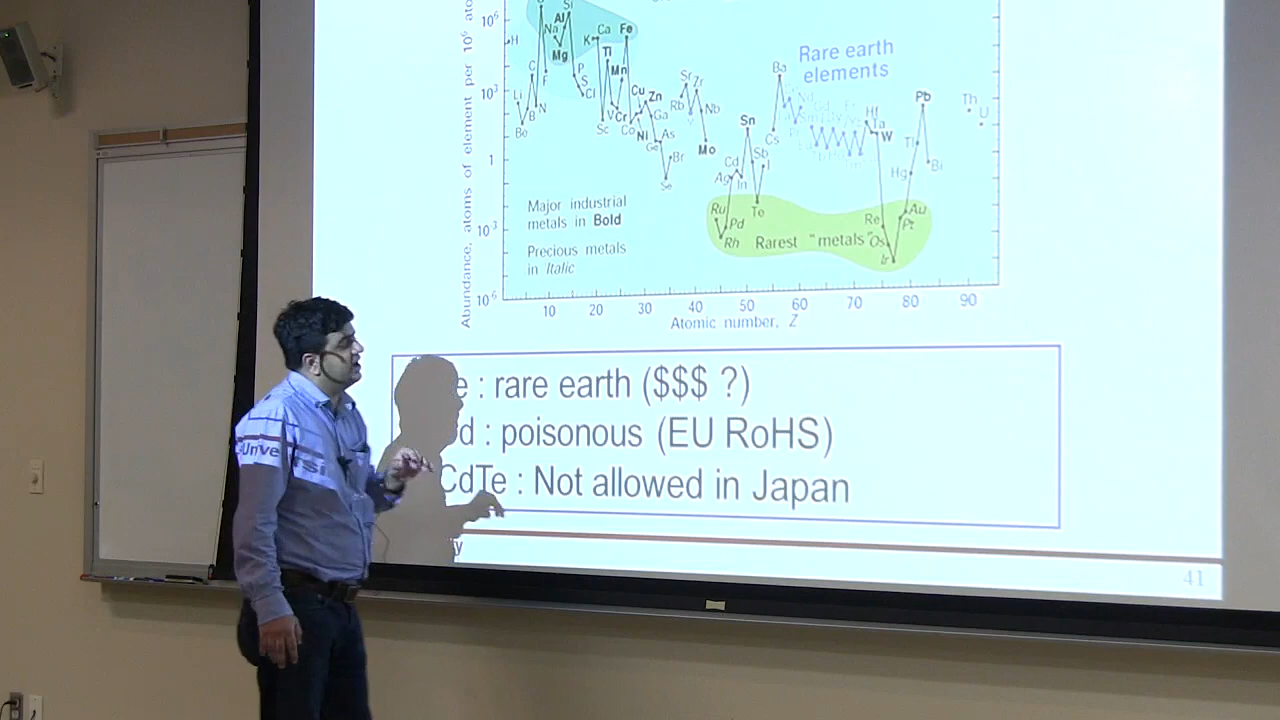 Abundance, atoms of element per 10⁶ ato
10⁶
10³
1
10⁻³
10⁻⁶
H
Li
Be
B
C
N
F
Na
Mg
Al
Si
P
S
Cl
K
Ca
Sc
Ti
V
Cr
Mn
Fe
Co
Ni
Cu
Zn
Ga
Ge
As
Se
Br
Rb
Sr
Zr
Nb
Mo
Ru
Rh
Pd
Ag
Cd
In
Sn
Sb
Te
I
Cs
Ba
Rare earth
elements
Nd
Hf
Ta
W
Re
Os
Ir
Pt
Au
Hg
Tl
Pb
Bi
Th
U
Major industrial
metals in Bold
Precious metals
in Italic
Rarest "metals"
10 20 30 40 50 60 70 80 90
Atomic number, Z
e : rare earth ($$$ ?)
d : poisonous (EU RoHS)
CdTe : Not allowed in Japan
y
41